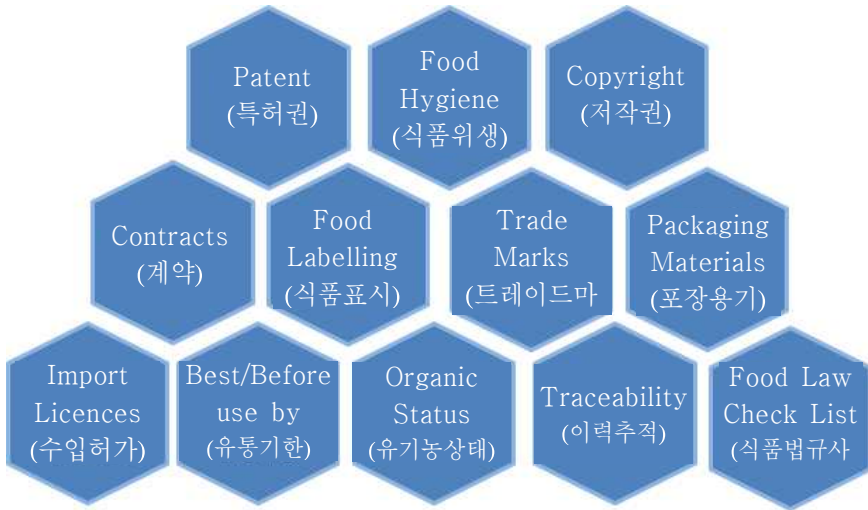 Patent
(특허권)
Food
Hygiene
(식품위생)
Copyright
(저작권)
Contracts
(계약)
Food
Labelling
(식품표시)
Trade
Marks
(트레이드마
Packaging
Materials
(포장용기)
Import
Licences
(수입허가)
Best/Before
use by
(유통기한)
Organic
Status
(유기농상태)
Traceability
(이력추적)
Food Law
Check List
(식품법규사